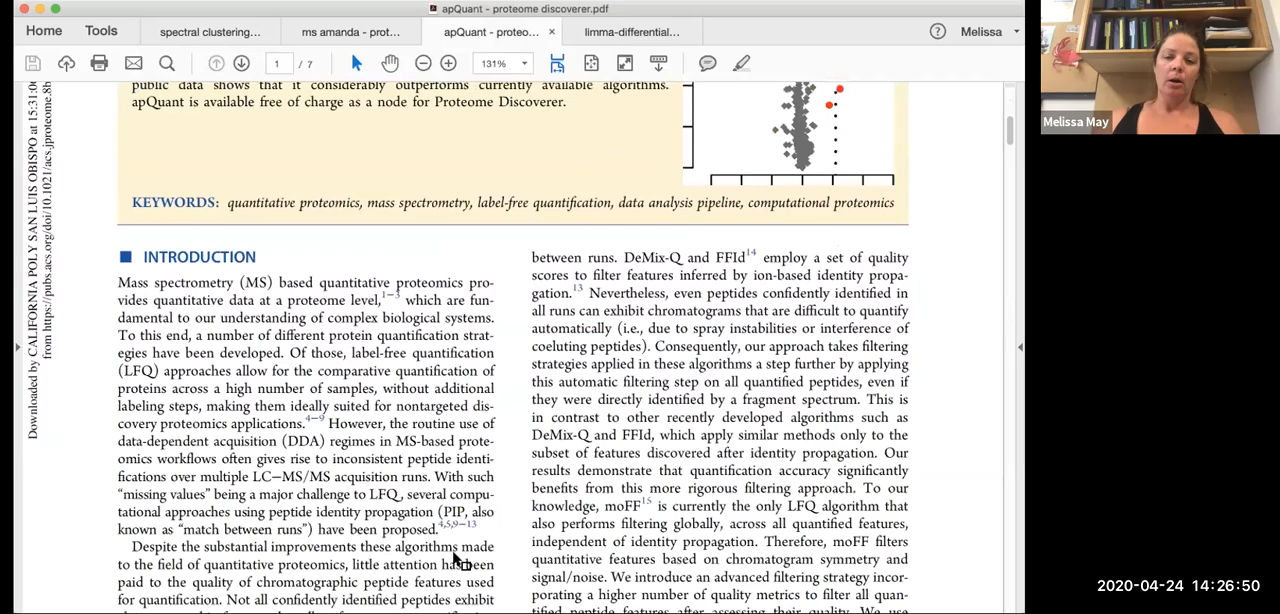 apQuant - proteome discoverer.pdf
Home
Tools
spectral clustering...
ms amanda - prot...
apQuant - proteo...
×
limma-differential...
Melissa
1 / 7
131%
public data shows that it considerably outperforms currently available algorithms.
apQuant is available free of charge as a node for Proteome Discoverer.
KEYWORDS: quantitative proteomics, mass spectrometry, label-free quantification, data analysis pipeline, computational proteomics
Downloaded by CALIFORNIA POLY SAN LUIS OBISPO at 15:31:0
from https://pubs.acs.org/doi/10.1021/acs.jproteome.8b
INTRODUCTION
Mass spectrometry (MS) based quantitative proteomics pro-
vides quantitative data at a proteome level,1−3 which are fun-
damental to our understanding of complex biological systems.
To this end, a number of different protein quantification strat-
egies have been developed. Of those, label-free quantification
(LFQ) approaches allow for the comparative quantification of
proteins across a high number of samples, without additional
labeling steps, making them ideally suited for nontargeted dis-
covery proteomics applications.4−9 However, the routine use of
data-dependent acquisition (DDA) regimes in MS-based prote-
omics workflows often gives rise to inconsistent peptide identi-
fications over multiple LC−MS/MS acquisition runs. With such
“missing values” being a major challenge to LFQ, several compu-
tational approaches using peptide identity propagation (PIP, also
known as “match between runs”) have been proposed.4,5,9−13
Despite the substantial improvements these algorithms made
to the field of quantitative proteomics, little attention has been
paid to the quality of chromatographic peptide features used
for quantification. Not all confidently identified peptides exhibit
between runs. DeMix-Q and FFId14 employ a set of quality
scores to filter features inferred by ion-based identity propa-
gation.13 Nevertheless, even peptides confidently identified in
all runs can exhibit chromatograms that are difficult to quantify
automatically (i.e., due to spray instabilities or interference of
coeluting peptides). Consequently, our approach takes filtering
strategies applied in these algorithms a step further by applying
this automatic filtering step on all quantified peptides, even if
they were directly identified by a fragment spectrum. This is
in contrast to other recently developed algorithms such as
DeMix-Q and FFId, which apply similar methods only to the
subset of features discovered after identity propagation. Our
results demonstrate that quantification accuracy significantly
benefits from this more rigorous filtering approach. To our
knowledge, moFF15 is currently the only LFQ algorithm that
also performs filtering globally, across all quantified features,
independent of identity propagation. Therefore, moFF filters
quantitative features based on chromatogram symmetry and
signal/noise. We introduce an advanced filtering strategy incor-
porating a higher number of quality metrics to filter all quan-
tified peptide features after assessing their quality. We use
Melissa May
2020-04-24 14:26:50